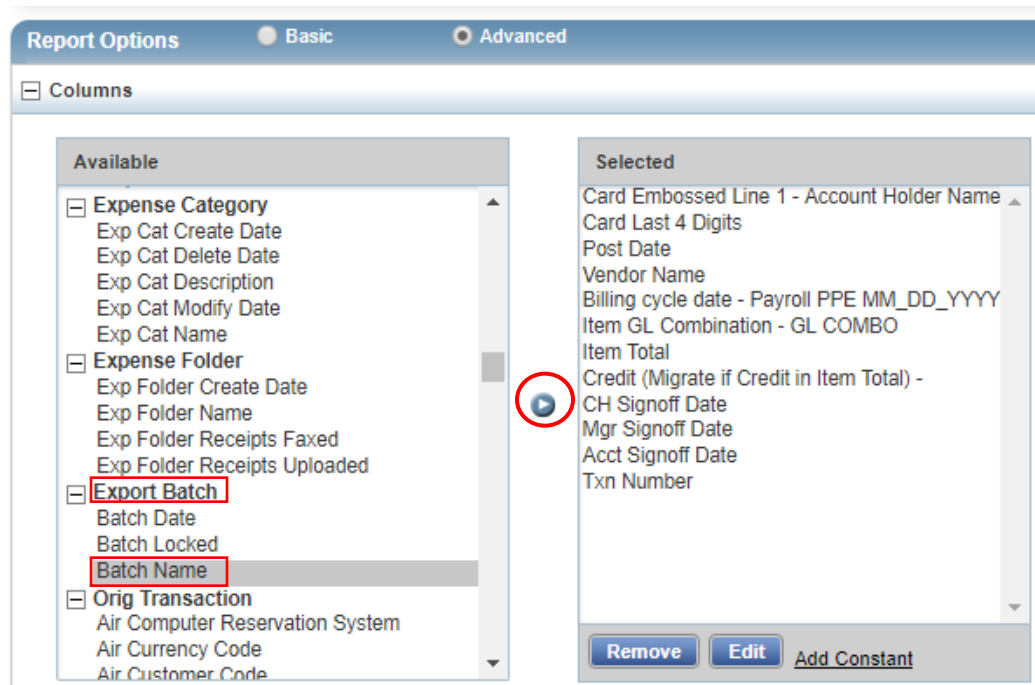 Report Options Basic Advanced
Columns
Available
Expense Category
Exp Cat Create Date
Exp Cat Delete Date
Exp Cat Description
Exp Cat Modify Date
Exp Cat Name
Expense Folder
Exp Folder Create Date
Exp Folder Name
Exp Folder Receipts Faxed
Exp Folder Receipts Uploaded
Export Batch
Batch Date
Batch Locked
Batch Name
Orig Transaction
Air Computer Reservation System
Air Currency Code
Air Customer Code
Selected
Card Embossed Line 1 - Account Holder Name
Card Last 4 Digits
Post Date
Vendor Name
Billing cycle date - Payroll PPE MM_DD_YYYY
Item GL Combination - GL COMBO
Item Total
Credit (Migrate if Credit in Item Total) -
CH Signoff Date
Mgr Signoff Date
Acct Signoff Date
Txn Number
Remove Edit Add Constant